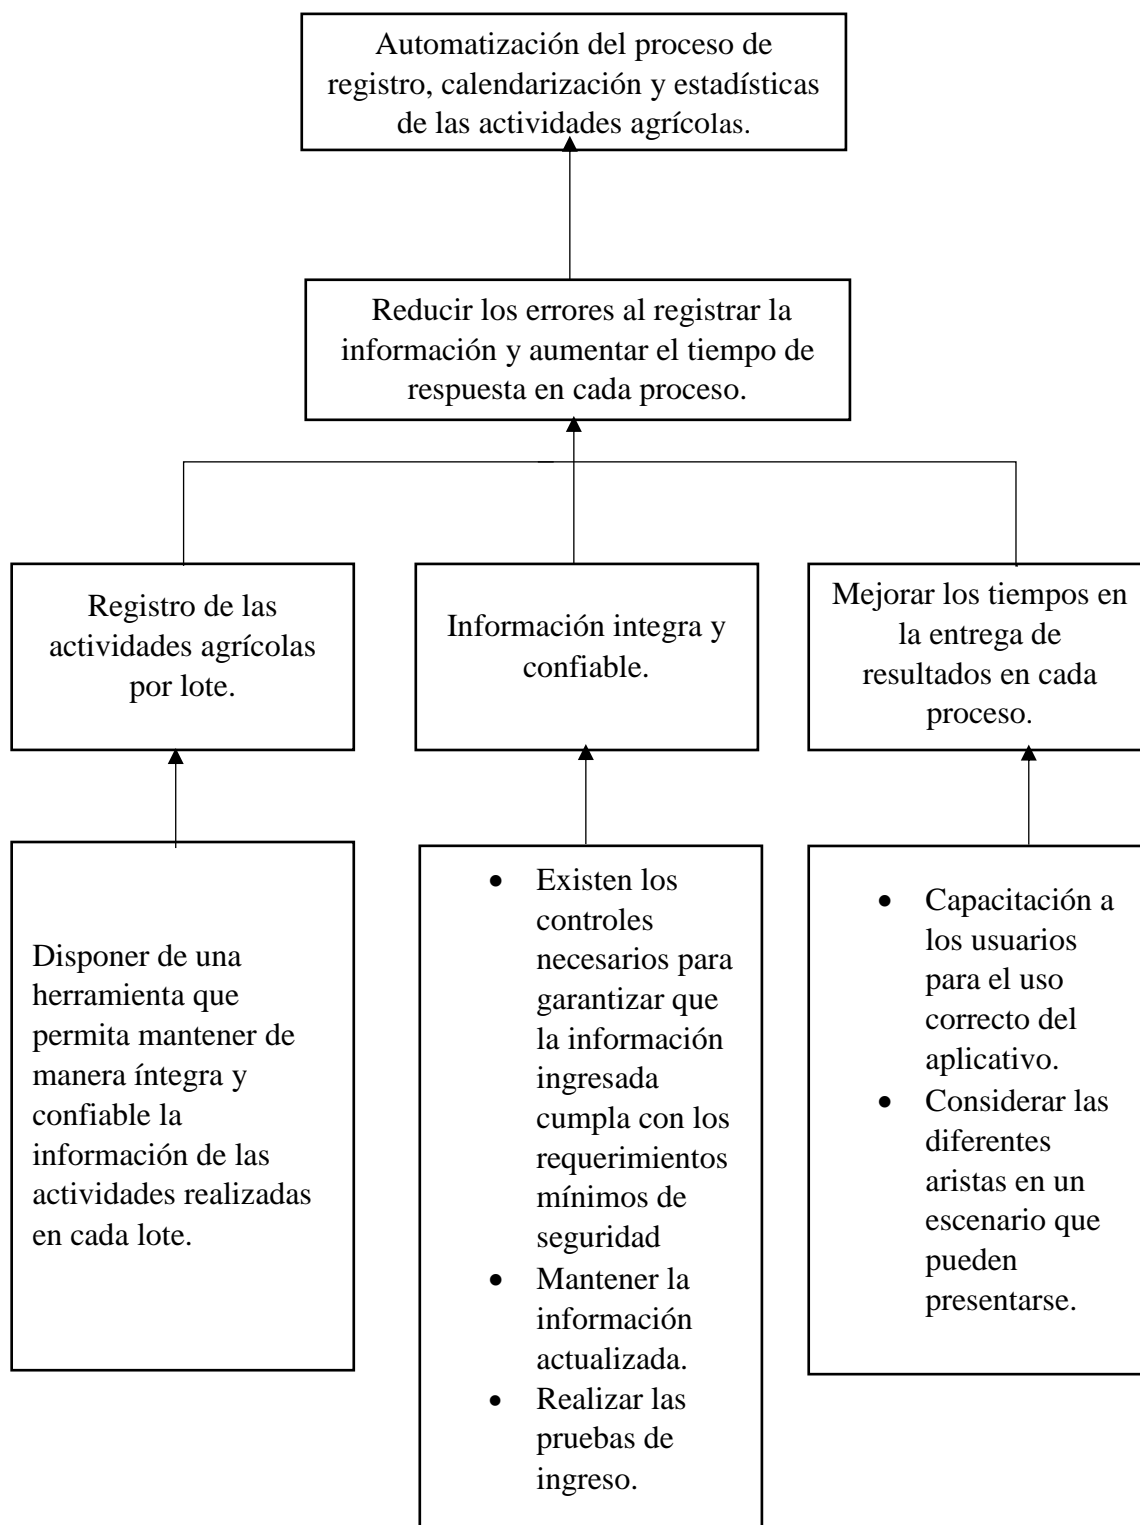 Automatización del proceso de
registro, calendarización y estadísticas
de las actividades agrícolas.
Reducir los errores al registrar la
información y aumentar el tiempo de
respuesta en cada proceso.
Registro de las
actividades agrícolas
por lote.
Información integra y
confiable.
Mejorar los tiempos en
la entrega de
resultados en cada
proceso.
Disponer de una
herramienta que
permita mantener de
manera íntegra y
confiable la
información de las
actividades realizadas
en cada lote.
• Existen los
controles
necesarios para
garantizar que
la información
ingresada
cumpla con los
requerimientos
mínimos de
seguridad
• Mantener la
información
actualizada.
• Realizar las
pruebas de
ingreso.
• Capacitación a
los usuarios
para el uso
correcto del
aplicativo.
• Considerar las
diferentes
aristas en un
escenario que
pueden
presentarse.